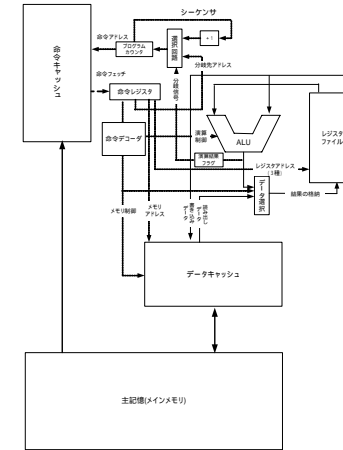 シーケンサ
命令アドレス
プログラム
カウンタ
選択回路
+1
分岐先アドレス
命令キャッシュ
命令フェッチ
命令レジスタ
分岐信号
命令デコーダ
演算
制御
ALU
レジスタ
ファイル
演算結果
フラグ
レジスタアドレス
(3種)
データ選択
結果の格納
メモリ制御
メモリ
アドレス
書き込み
データ
読み出し
データ
データキャッシュ
主記憶(メインメモリ)